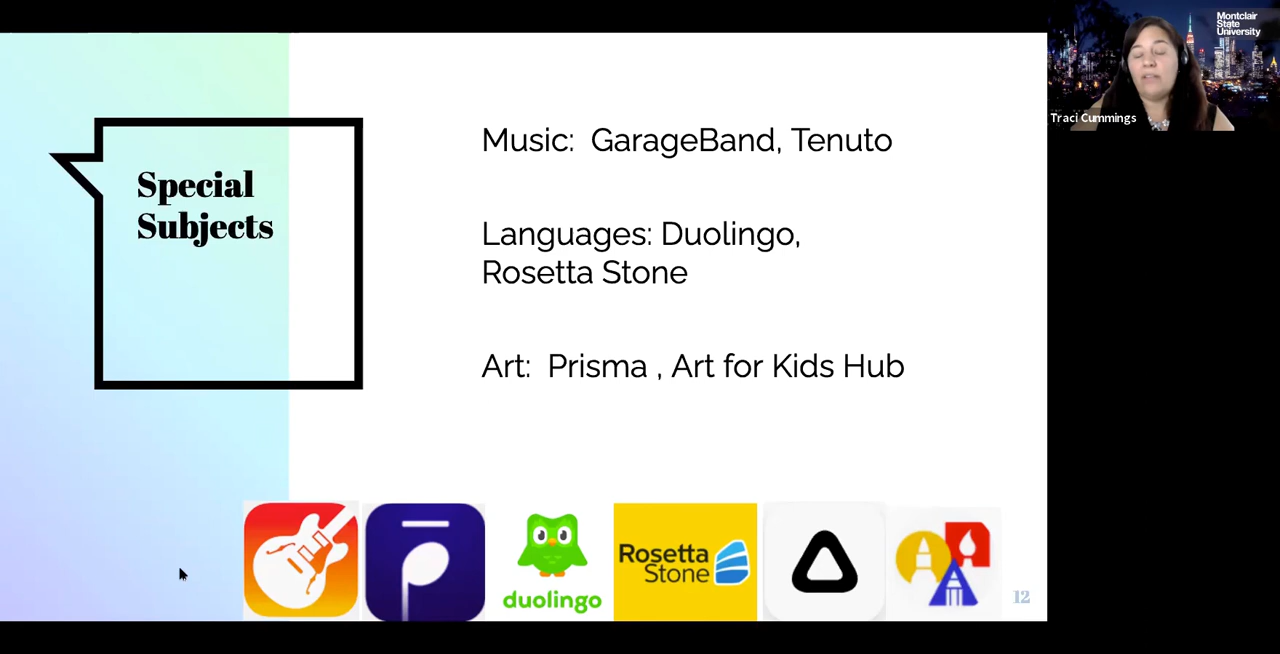 Montclair
State
University
Traci Cummings
Special
Subjects
Music:  GarageBand, Tenuto
Languages: Duolingo,
Rosetta Stone
Art:  Prisma , Art for Kids Hub
duolingo
Rosetta
Stone
12